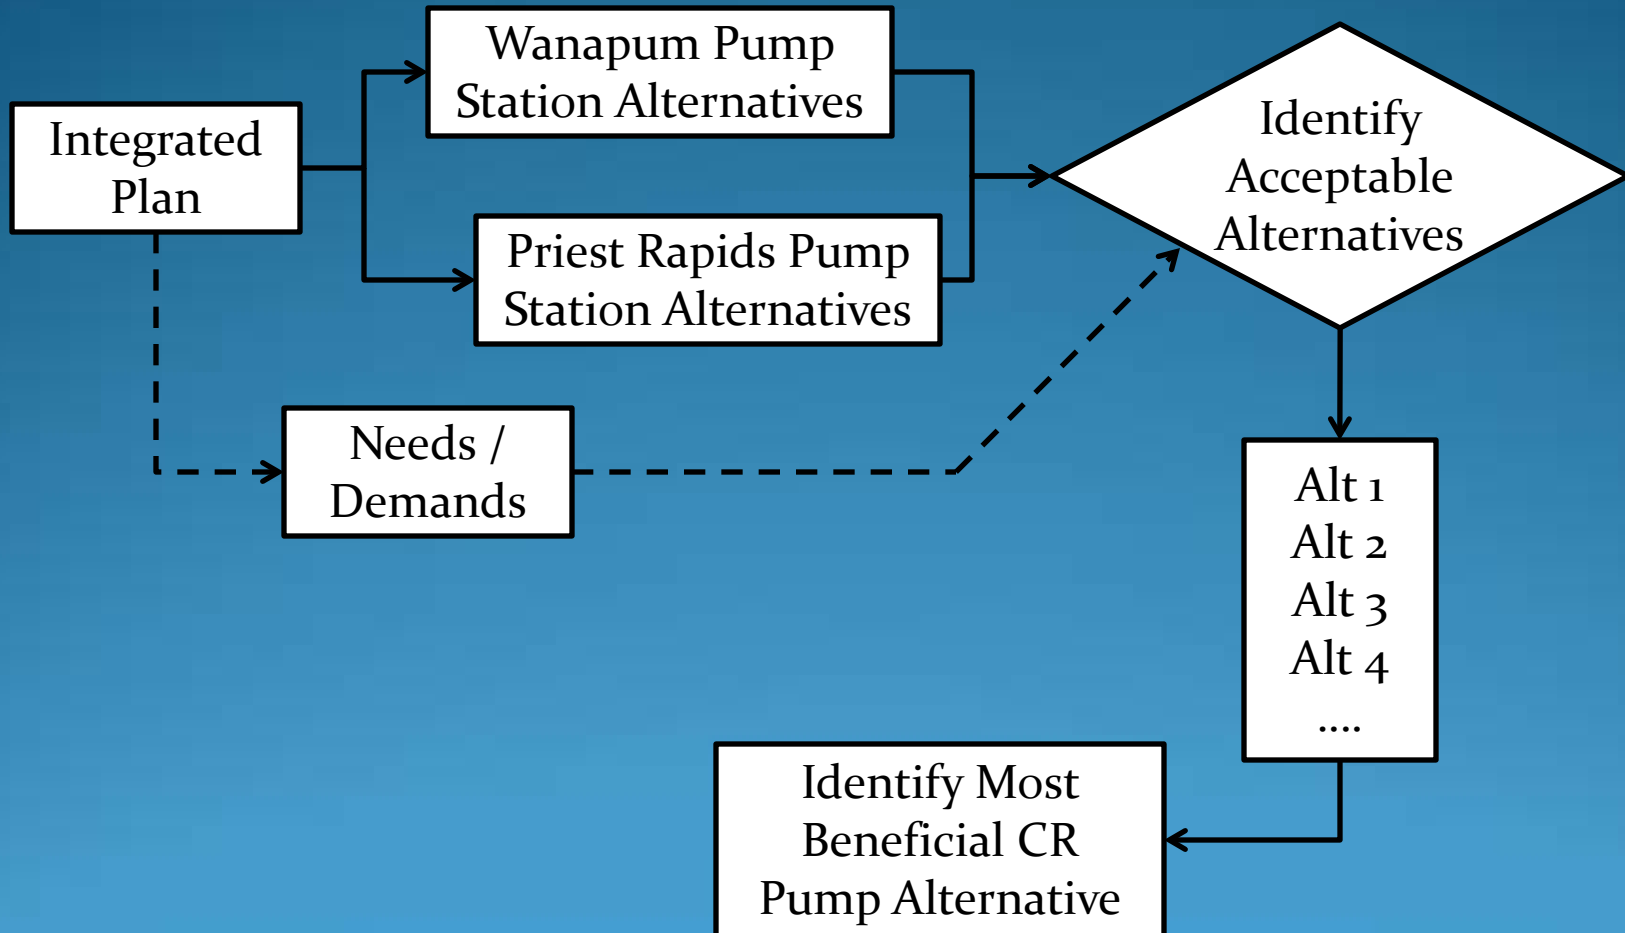 Integrated
Plan
Wanapum Pump
Station Alternatives
Priest Rapids Pump
Station Alternatives
Needs /
Demands
Identify
Acceptable
Alternatives
Alt 1
Alt 2
Alt 3
Alt 4
....
Identify Most
Beneficial CR
Pump Alternative